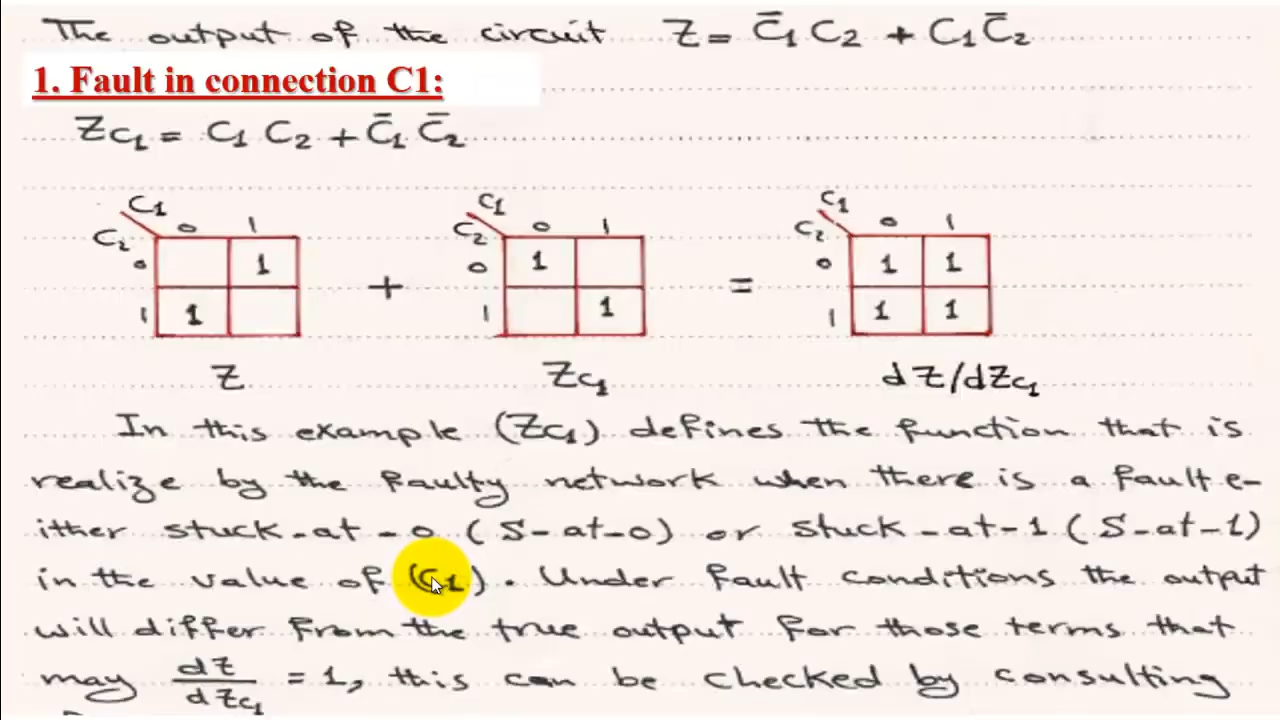 The output of the circuit Z = C̄1 C2 + C1 C̄2
1. Fault in connection C1:
ZC1 = C1 C2 + C̄1 C̄2
C1 C1 C1
C2 0 1 C2 0 1 C2 0 1
0 1 + 0 1 = 0 1 1
1 1 1 1 1 1 1
Z ZC1 dZ/dZC1
In this example (ZC1) defines the function that is
realize by the faulty network when there is a fault e-
ither stuck-at-0 (S-at-0) or stuck-at-1 (S-at-1)
in the value of (C1). Under fault conditions the output
will differ from the true output for those terms that
may dZ/dZC1 = 1, this can be checked by consulting